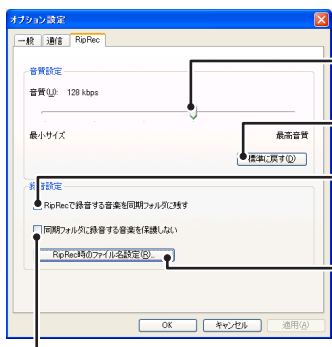 オプション設定
一般 通信 RipRec
音質設定
音質(U): 128 kbps
最小サイズ 最高音質
標準に戻す(D)
録音設定
RipRecで録音する音楽を同期フォルダに残す
同期フォルダに録音する音楽を保護しない
RipRec時のファイル名設定(R)...
OK キャンセル 適用(A)